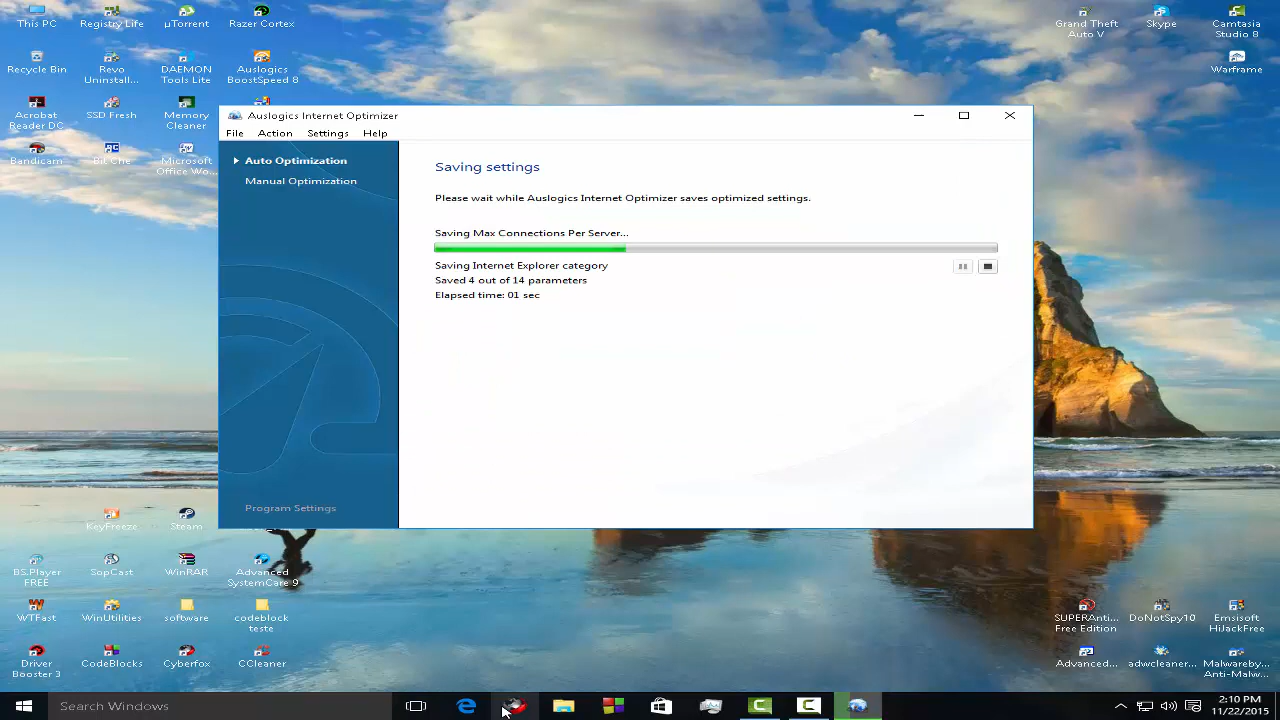 This PC
Registry Life
µTorrent
Razer Cortex
Grand Theft
Auto V
Skype
Camtasia
Studio 8
Recycle Bin
Revo
Uninstall...
DAEMON
Tools Lite
Auslogics
BoostSpeed 8
Warframe
Acrobat
Reader DC
SSD Fresh
Memory
Cleaner
Bandicam
Bit Che
Microsoft
Office Wo...
Auslogics Internet Optimizer
File
Action
Settings
Help
Auto Optimization
Manual Optimization
Program Settings
Saving settings
Please wait while Auslogics Internet Optimizer saves optimized settings.
Saving Max Connections Per Server...
Saving Internet Explorer category
Saved 4 out of 14 parameters
Elapsed time: 01 sec
KeyFreeze
Steam
BS.Player
FREE
SopCast
WinRAR
Advanced
SystemCare 9
WTFast
WinUtilities
software
codeblock
teste
SUPERAnti...
Free Edition
DoNotSpy10
Emsisoft
HiJackFree
Driver
Booster 3
CodeBlocks
Cyberfox
CCleaner
Advanced...
adwcleaner...
Malwareby...
Anti-Malw...
Search Windows
2:10 PM
11/22/2015